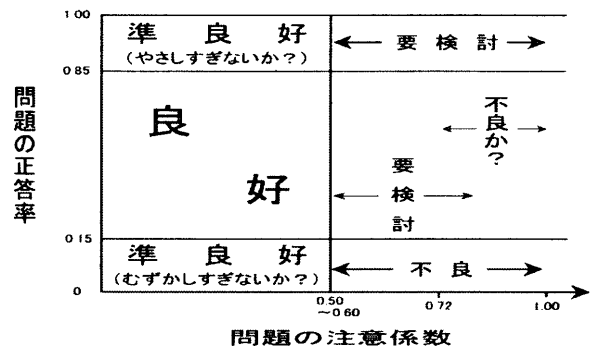 1.00
準良好
(やさしすぎないか?)
要検討
0.85
問題の正答率
良
好
不良か?
要検討
0.15
準良好
(むずかしすぎないか?)
不良
0
0.50
～0.60
0.72
1.00
問題の注意係数